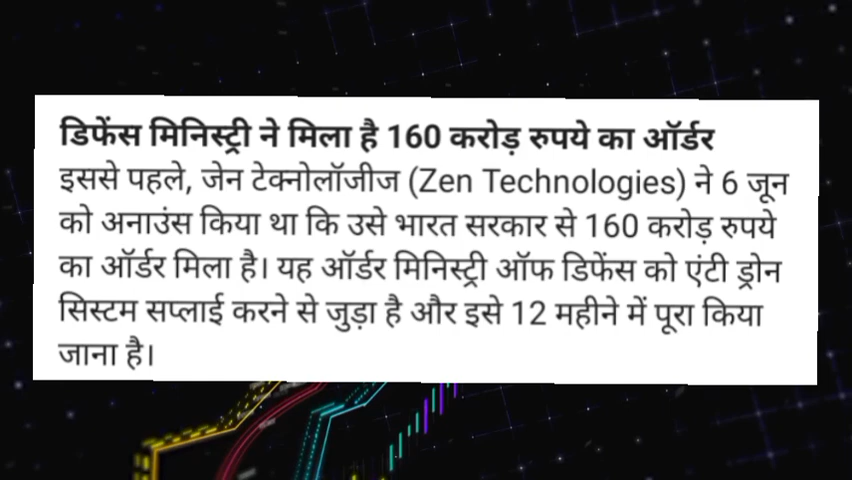 डिफेंस मिनिस्ट्री ने मिला है 160 करोड़ रुपये का ऑर्डर
इससे पहले, जेन टेक्नोलॉजीज (Zen Technologies) ने 6 जून
को अनाउंस किया था कि उसे भारत सरकार से 160 करोड़ रुपये
का ऑर्डर मिला है। यह ऑर्डर मिनिस्ट्री ऑफ डिफेंस को एंटी ड्रोन
सिस्टम सप्लाई करने से जुड़ा है और इसे 12 महीने में पूरा किया
जाना है।